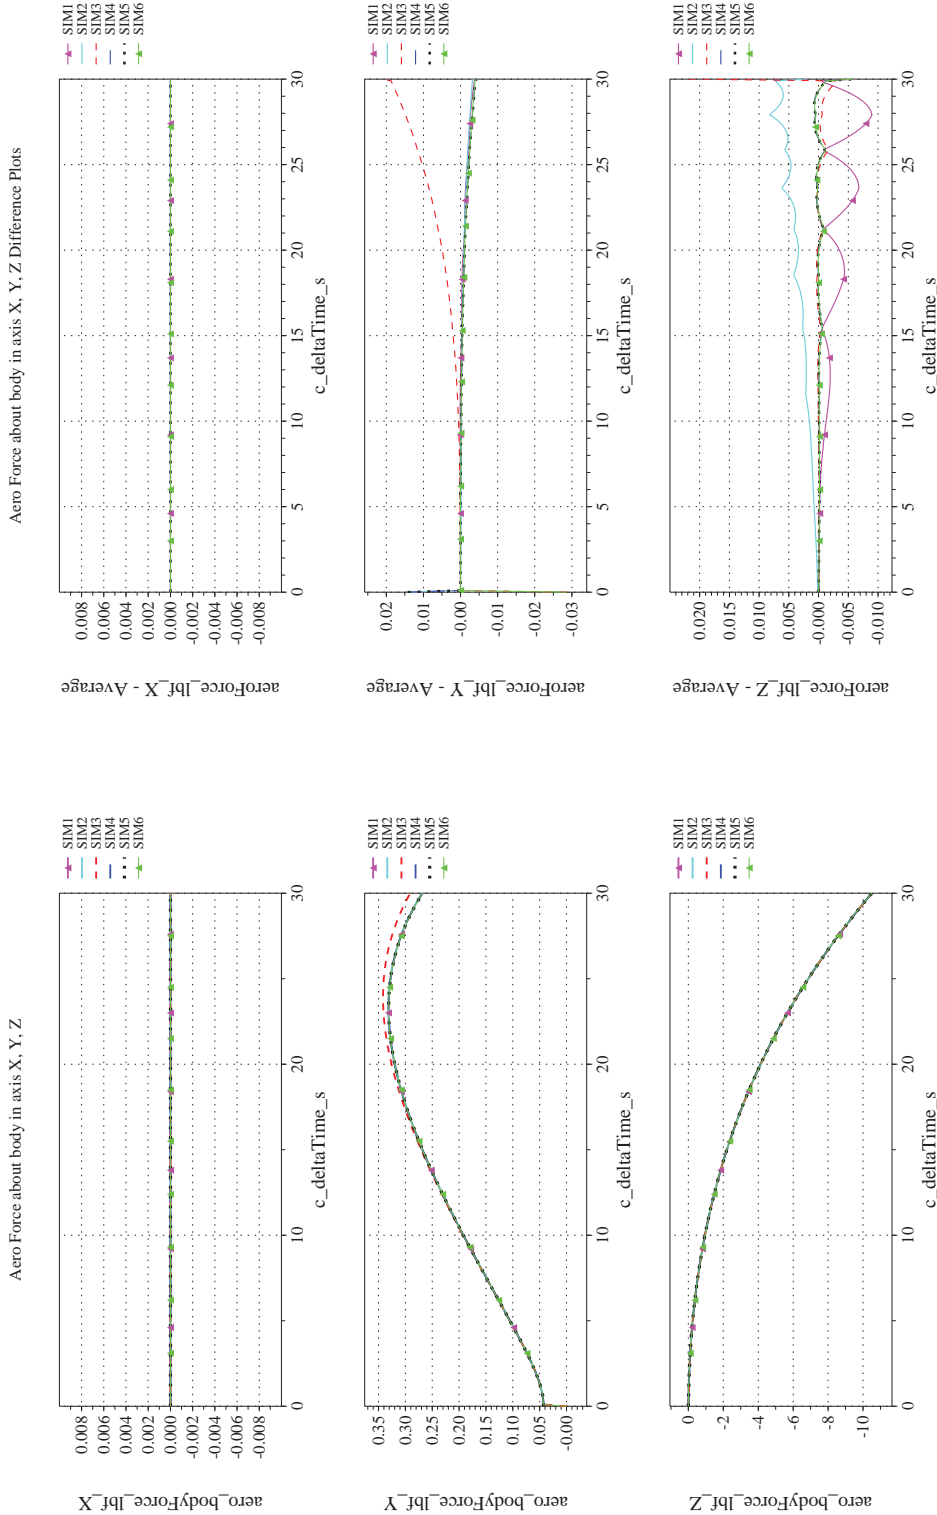 Aero Force about body in axis X, Y, Z
aero_bodyForce_lbf_X
0.008
0.006
0.004
0.002
0.000
-0.002
-0.004
-0.006
-0.008
0
10
20
30
c_deltaTime_s
SIM1
SIM2
SIM3
SIM4
SIM5
SIM6
aero_bodyForce_lbf_Y
0.35
0.30
0.25
0.20
0.15
0.10
0.05
-0.00
0
10
20
30
c_deltaTime_s
SIM1
SIM2
SIM3
SIM4
SIM5
SIM6
aero_bodyForce_lbf_Z
0
-2
-4
-6
-8
-10
0
10
20
30
c_deltaTime_s
SIM1
SIM2
SIM3
SIM4
SIM5
SIM6
Aero Force about body in axis X, Y, Z Difference Plots
aeroForce_lbf_X - Average
0.008
0.006
0.004
0.002
0.000
-0.002
-0.004
-0.006
-0.008
0
5
10
15
20
25
30
c_deltaTime_s
SIM1
SIM2
SIM3
SIM4
SIM5
SIM6
aeroForce_lbf_Y - Average
0.02
0.01
-0.00
-0.01
-0.02
-0.03
0
5
10
15
20
25
30
c_deltaTime_s
SIM1
SIM2
SIM3
SIM4
SIM5
SIM6
aeroForce_lbf_Z - Average
0.020
0.015
0.010
0.005
-0.000
-0.005
-0.010
0
5
10
15
20
25
30
c_deltaTime_s
SIM1
SIM2
SIM3
SIM4
SIM5
SIM6